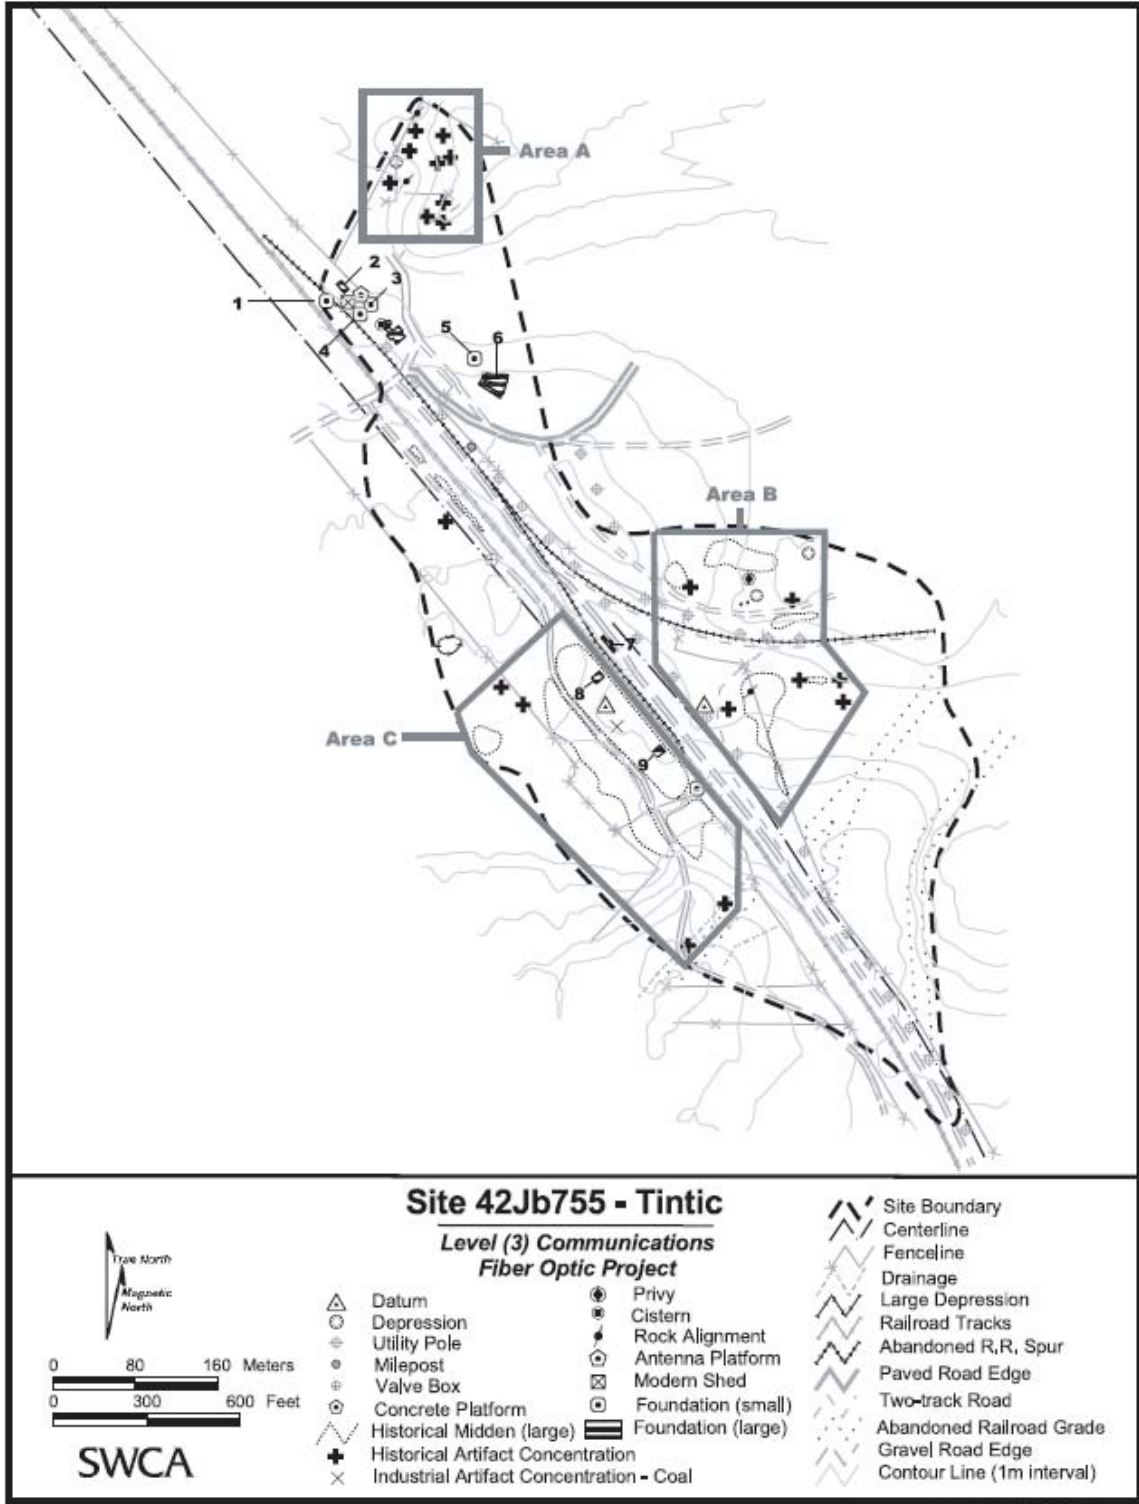 Area A
2
3
1
4
5
6
Area B
7
8
Area C
9
Site 42Jb755 - Tintic
Level (3) Communications
Fiber Optic Project
True North
Magnetic
North
0 80 160 Meters
0 300 600 Feet
SWCA
Datum
Depression
Utility Pole
Milepost
Valve Box
Concrete Platform
Historical Midden (large)
Historical Artifact Concentration
Industrial Artifact Concentration - Coal
Privy
Cistern
Rock Alignment
Antenna Platform
Modern Shed
Foundation (small)
Foundation (large)
Site Boundary
Centerline
Fenceline
Drainage
Large Depression
Railroad Tracks
Abandoned R.R. Spur
Paved Road Edge
Two-track Road
Abandoned Railroad Grade
Gravel Road Edge
Contour Line (1m interval)